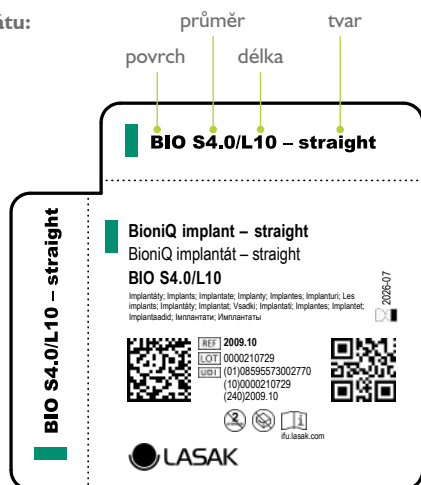 átu:
průměr tvar
povrch délka
BIO S4.0/L10 – straight
BIO S4.0/L10 – straight
BioniQ implant – straight
BioniQ implantát – straight
BIO S4.0/L10
Implantáty; Implants; Implantate; Implanty; Implantes; Implanturi; Les
implants; Implantáty; Implantat; Vsadki; Implantati; Implantes; Implantet;
Implantaadid; Імплантати; Имплантаты
2026-07
REF 2009.10
LOT 0000210729
UDI (01)08595573002770
(10)0000210729
(240)2009.10
2
ifu.lasak.com
LASAK